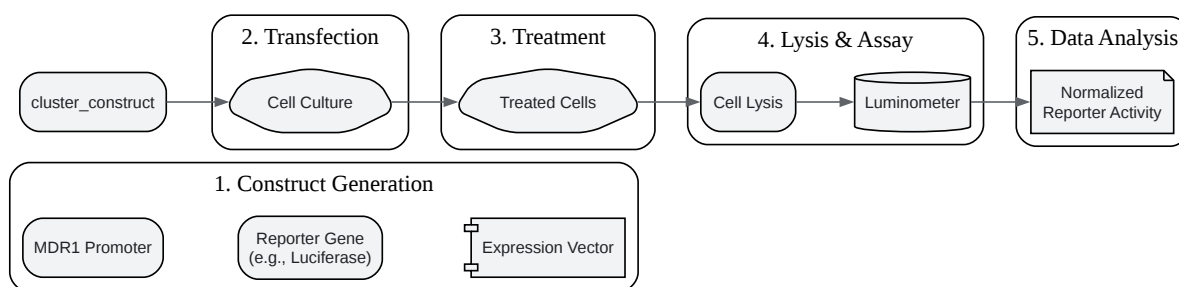 2. Transfection
3. Treatment
4. Lysis & Assay
5. Data Analysis
cluster_construct
Cell Culture
Treated Cells
Cell Lysis
Luminometer
Normalized
Reporter Activity
1. Construct Generation
MDR1 Promoter
Reporter Gene
(e.g., Luciferase)
Expression Vector